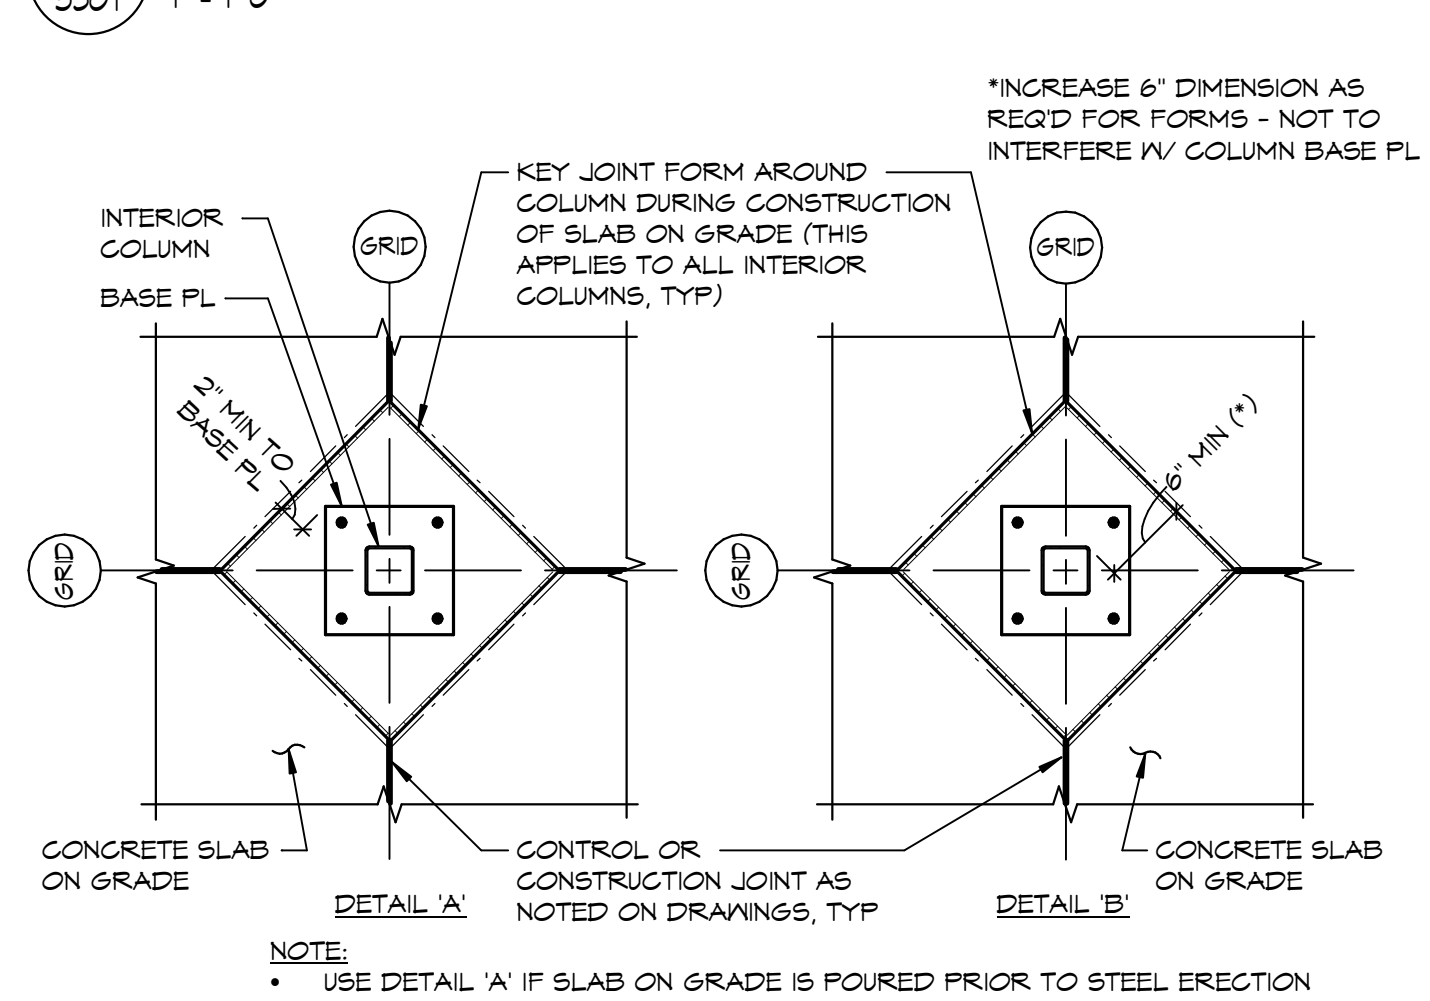 *INCREASE 6" DIMENSION AS
REQ'D FOR FORMS - NOT TO
INTERFERE W/ COLUMN BASE PL
KEY JOINT FORM AROUND
COLUMN DURING CONSTRUCTION
OF SLAB ON GRADE (THIS
APPLIES TO ALL INTERIOR
COLUMNS, TYP)
INTERIOR
COLUMN
BASE PL
GRID
GRID
2" MIN TO
BASE PL
6" MIN (*)
GRID
GRID
CONCRETE SLAB
ON GRADE
CONTROL OR
CONSTRUCTION JOINT AS
NOTED ON DRAWINGS, TYP
CONCRETE SLAB
ON GRADE
DETAIL 'A'
DETAIL 'B'
NOTE:
• USE DETAIL 'A' IF SLAB ON GRADE IS POURED PRIOR TO STEEL ERECTION